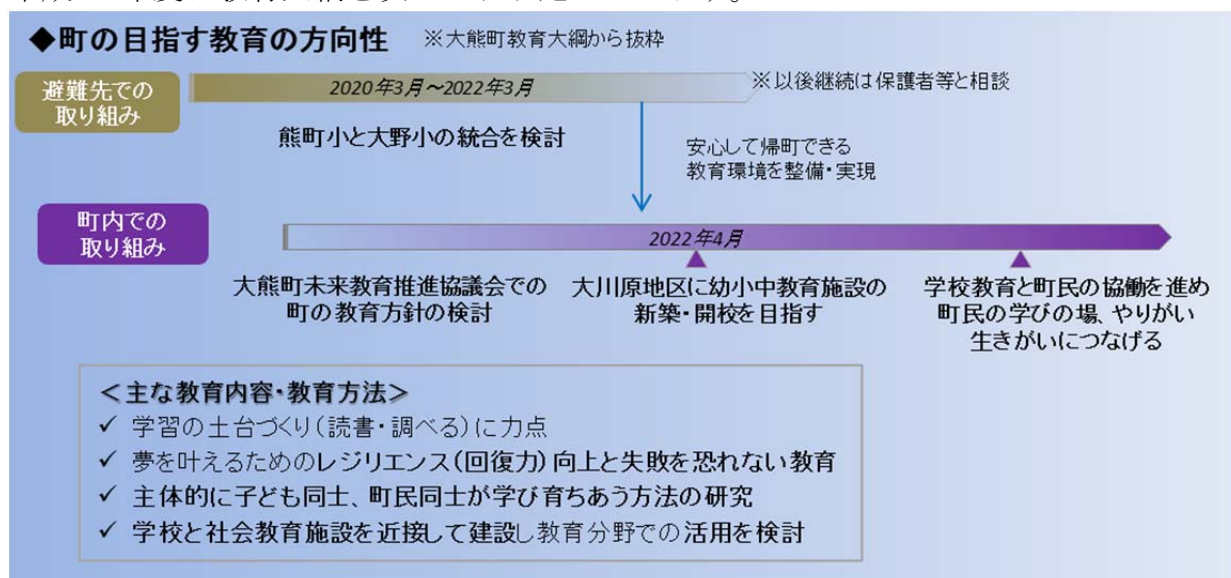 ◆町の目指す教育の方向性 ※大熊町教育大綱から抜粋
避難先での
取り組み
2020年3月～2022年3月
※以後継続は保護者等と相談
熊町小と大野小の統合を検討
安心して帰町できる
教育環境を整備・実現
町内での
取り組み
2022年4月
大熊町未来教育推進協議会での
町の教育方針の検討
大川原地区に幼小中教育施設の
新築・開校を目指す
学校教育と町民の協働を進め
町民の学びの場、やりがい
生きがいにつなげる
＜主な教育内容・教育方法＞
✓ 学習の土台づくり（読書・調べる）に力点
✓ 夢を叶えるためのレジリエンス（回復力）向上と失敗を恐れない教育
✓ 主体的に子ども同士、町民同士が学び育ちあう方法の研究
✓ 学校と社会教育施設を近接して建設し教育分野での活用を検討